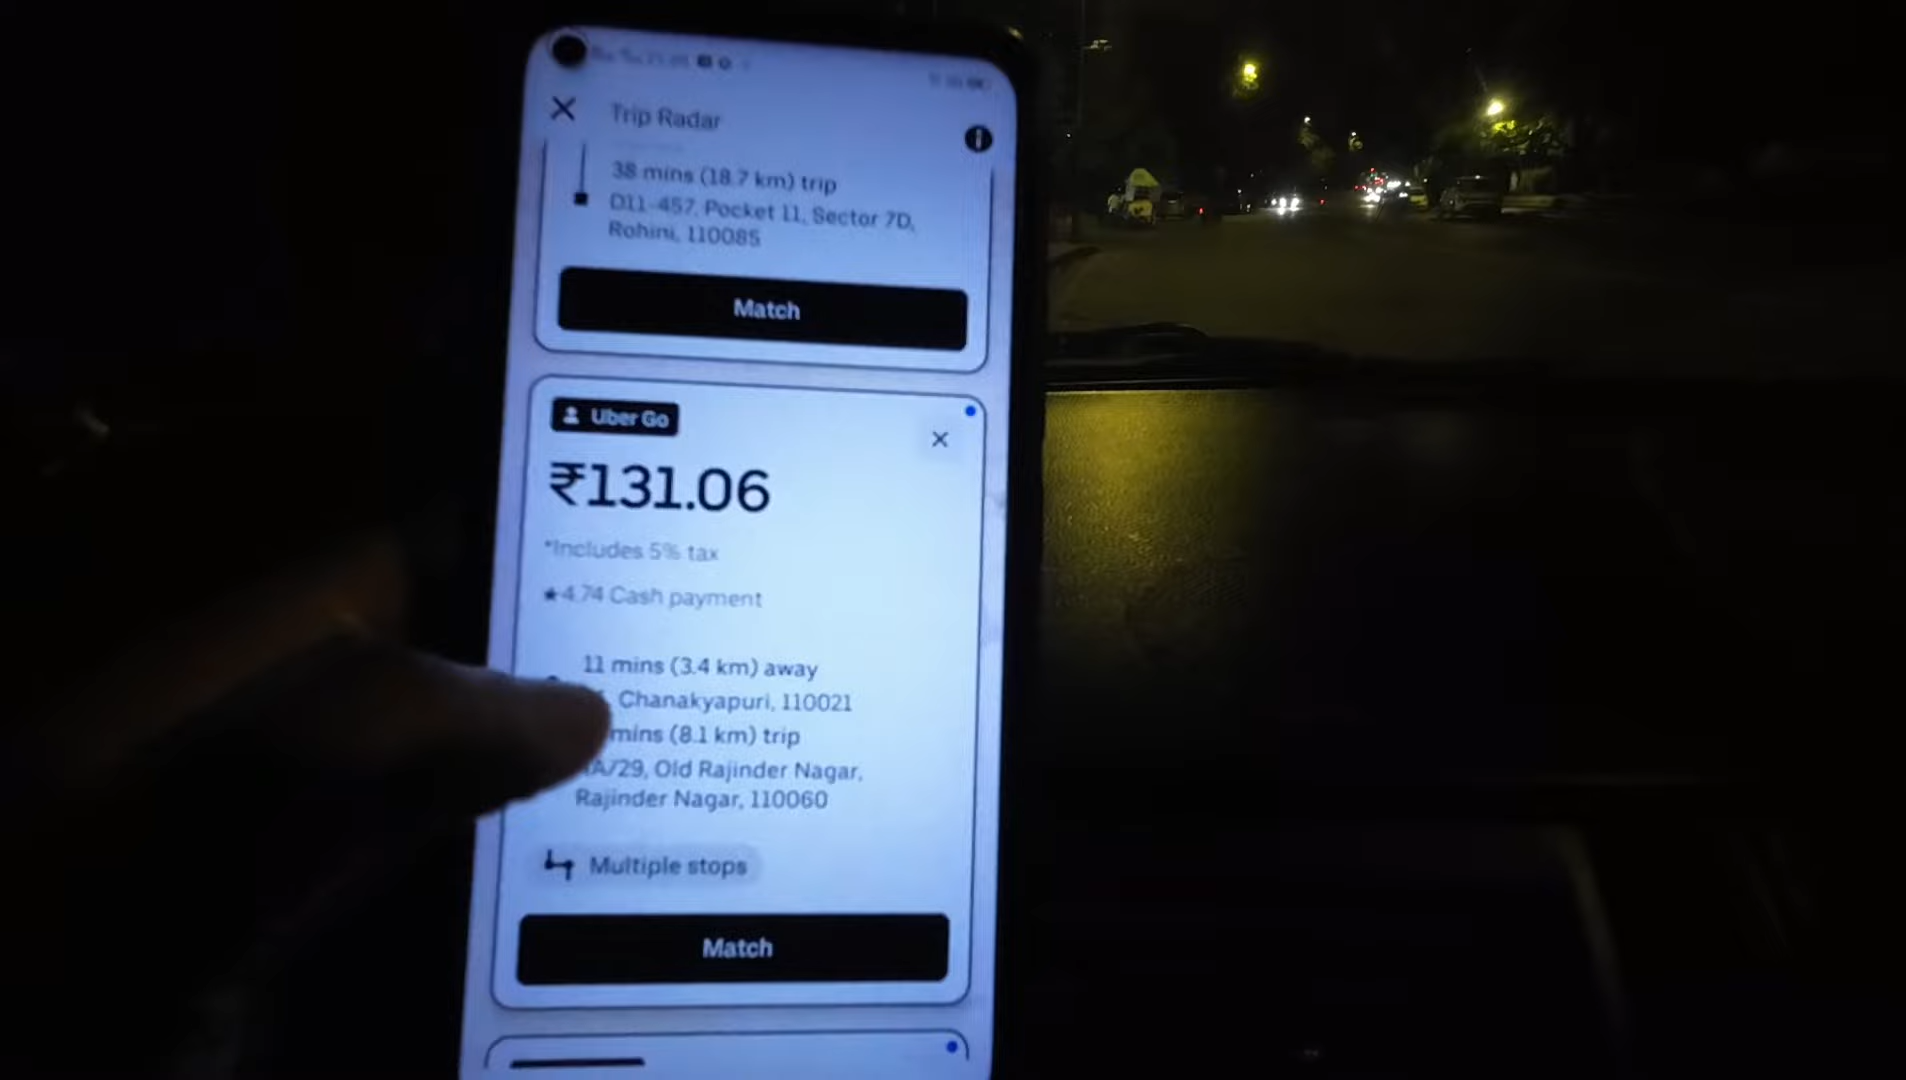 Trip Radar
38 mins (18.7 km) trip
D11-457, Pocket 11, Sector 7D,
Rohini, 110085
Match
Uber Go
₹131.06
*Includes 5% tax
★4.74 Cash payment
11 mins (3.4 km) away
Chanakyapuri, 110021
mins (8.1 km) trip
A/29, Old Rajinder Nagar,
Rajinder Nagar, 110060
Multiple stops
Match